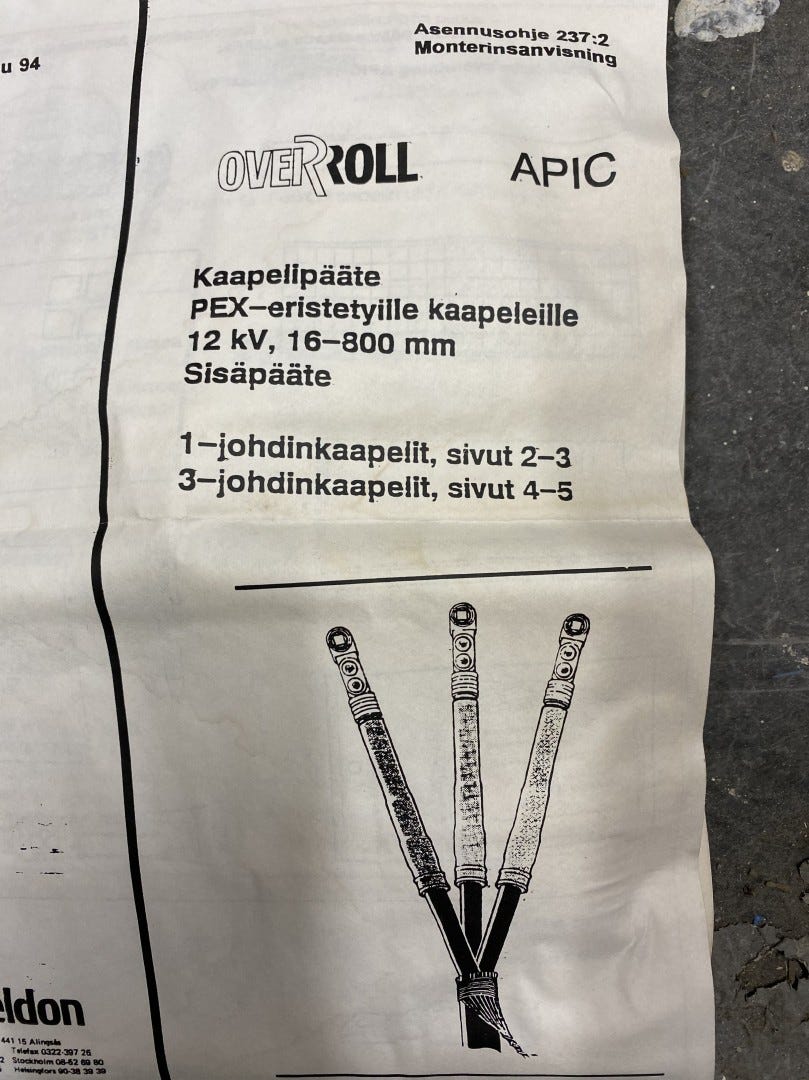 u 94
Asennusohje 237:2
Monterinsanvisning
OVERROLL APIC
Kaapelipääte
PEX-eristetyille kaapeleille
12 kV, 16-800 mm
Sisäpääte
1-johdinkaapelit, sivut 2-3
3-johdinkaapelit, sivut 4-5
eldon
441 15 Alingsås
Telefax 0322-397 25
2 Stockholm 08-52 69 80
Helsingfors 90-38 39 39